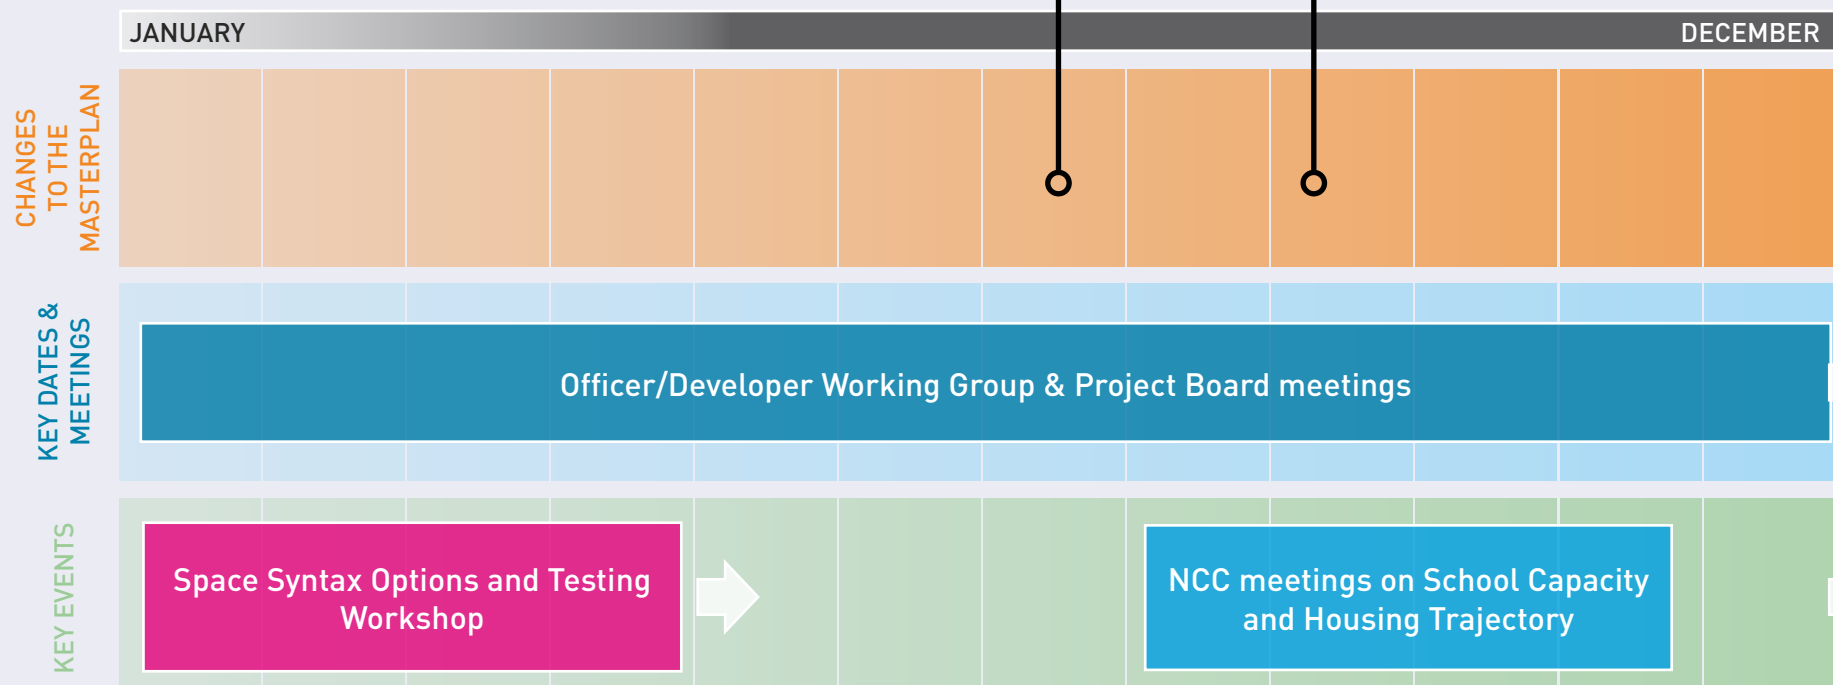 JANUARY
DECEMBER
CHANGES
TO THE
MASTERPLAN
KEY DATES &
MEETINGS
Officer/Developer Working Group & Project Board meetings
KEY EVENTS
Space Syntax Options and Testing
Workshop
NCC meetings on School Capacity
and Housing Trajectory